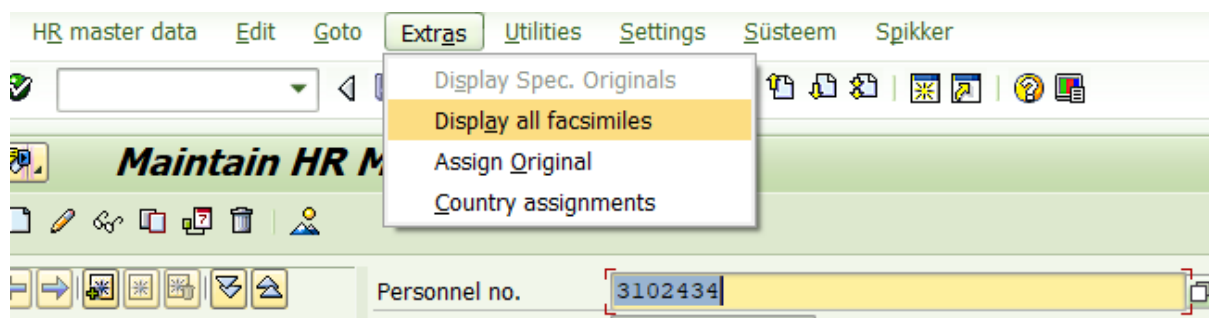 HR master data Edit Goto Extras Utilities Settings Süsteem Spikker
Display Spec. Originals
Display all facsimiles
Maintain HR M
Assign Original
Country assignments
Personnel no. 3102434